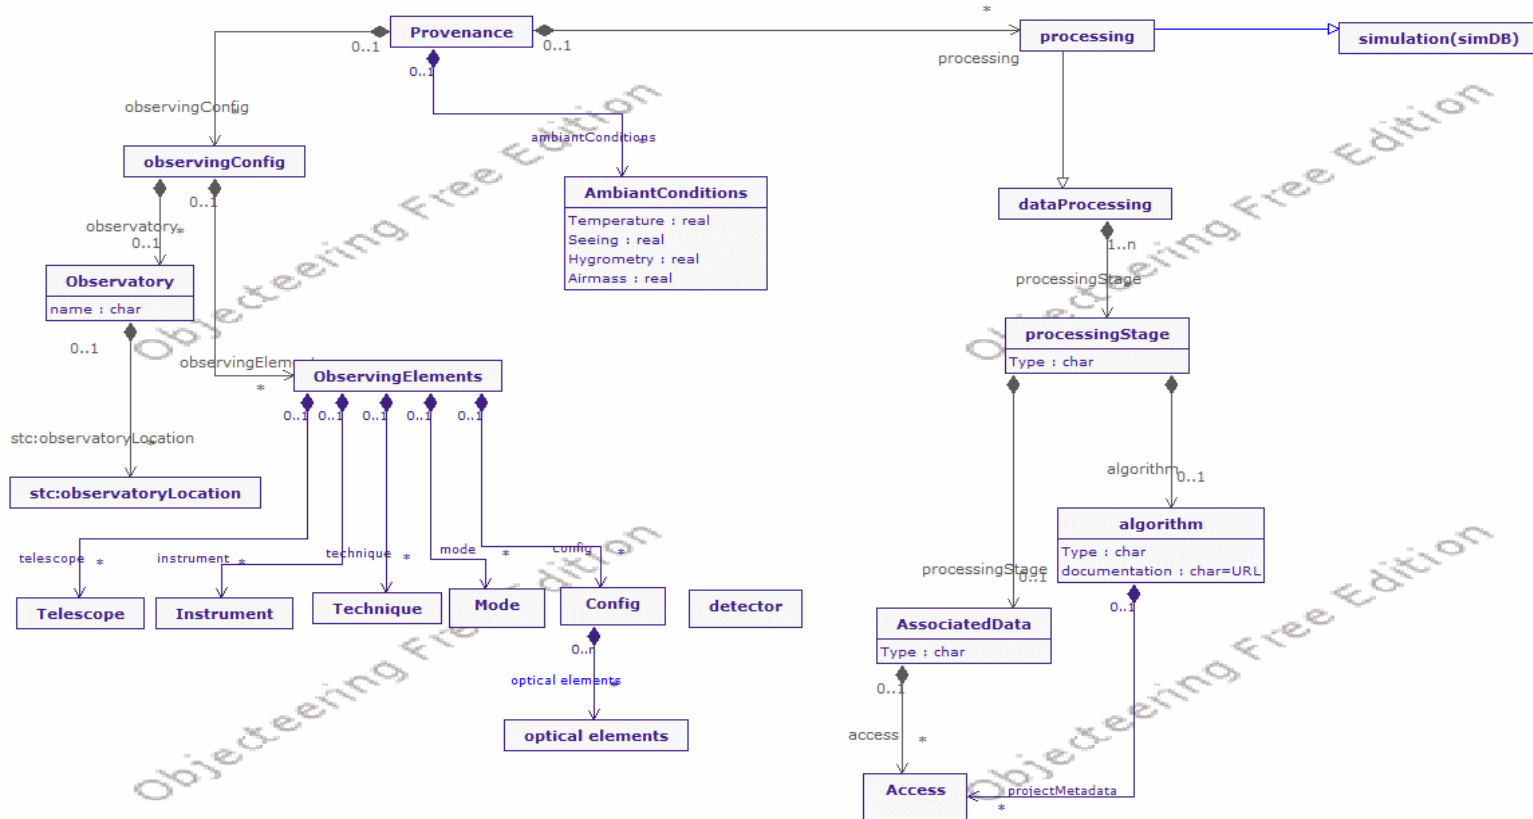 *
Provenance
processing
simulation(simDB)
0..1
0..1
processing
0..1
observingConfig
*
ambiantConditions
*
observingConfig
0..1
AmbiantConditions
Temperature : real
Seeing : real
Hygrometry : real
Airmass : real
dataProcessing
1..n
observatory
*
0..1
Observatory
name : char
0..1
processingStage
processingStage
Type : char
observingElement
*
ObservingElements
0..1
0..1
0..1
0..1
0..1
stc:observatoryLocation
*
stc:observatoryLocation
algorithm
0..1
algorithm
Type : char
documentation : char=URL
0..1
telescope
*
instrument
*
technique
*
mode
*
config
*
processingStage
0..1
Telescope
Instrument
Technique
Mode
Config
detector
AssociatedData
Type : char
0..1
0..n
optical elements
*
optical elements
access
*
Access
projectMetadata
*
Objecteering Free Edition
Objecteering Free Edition
Objecteering Free Edition
Objecteering Free Edition